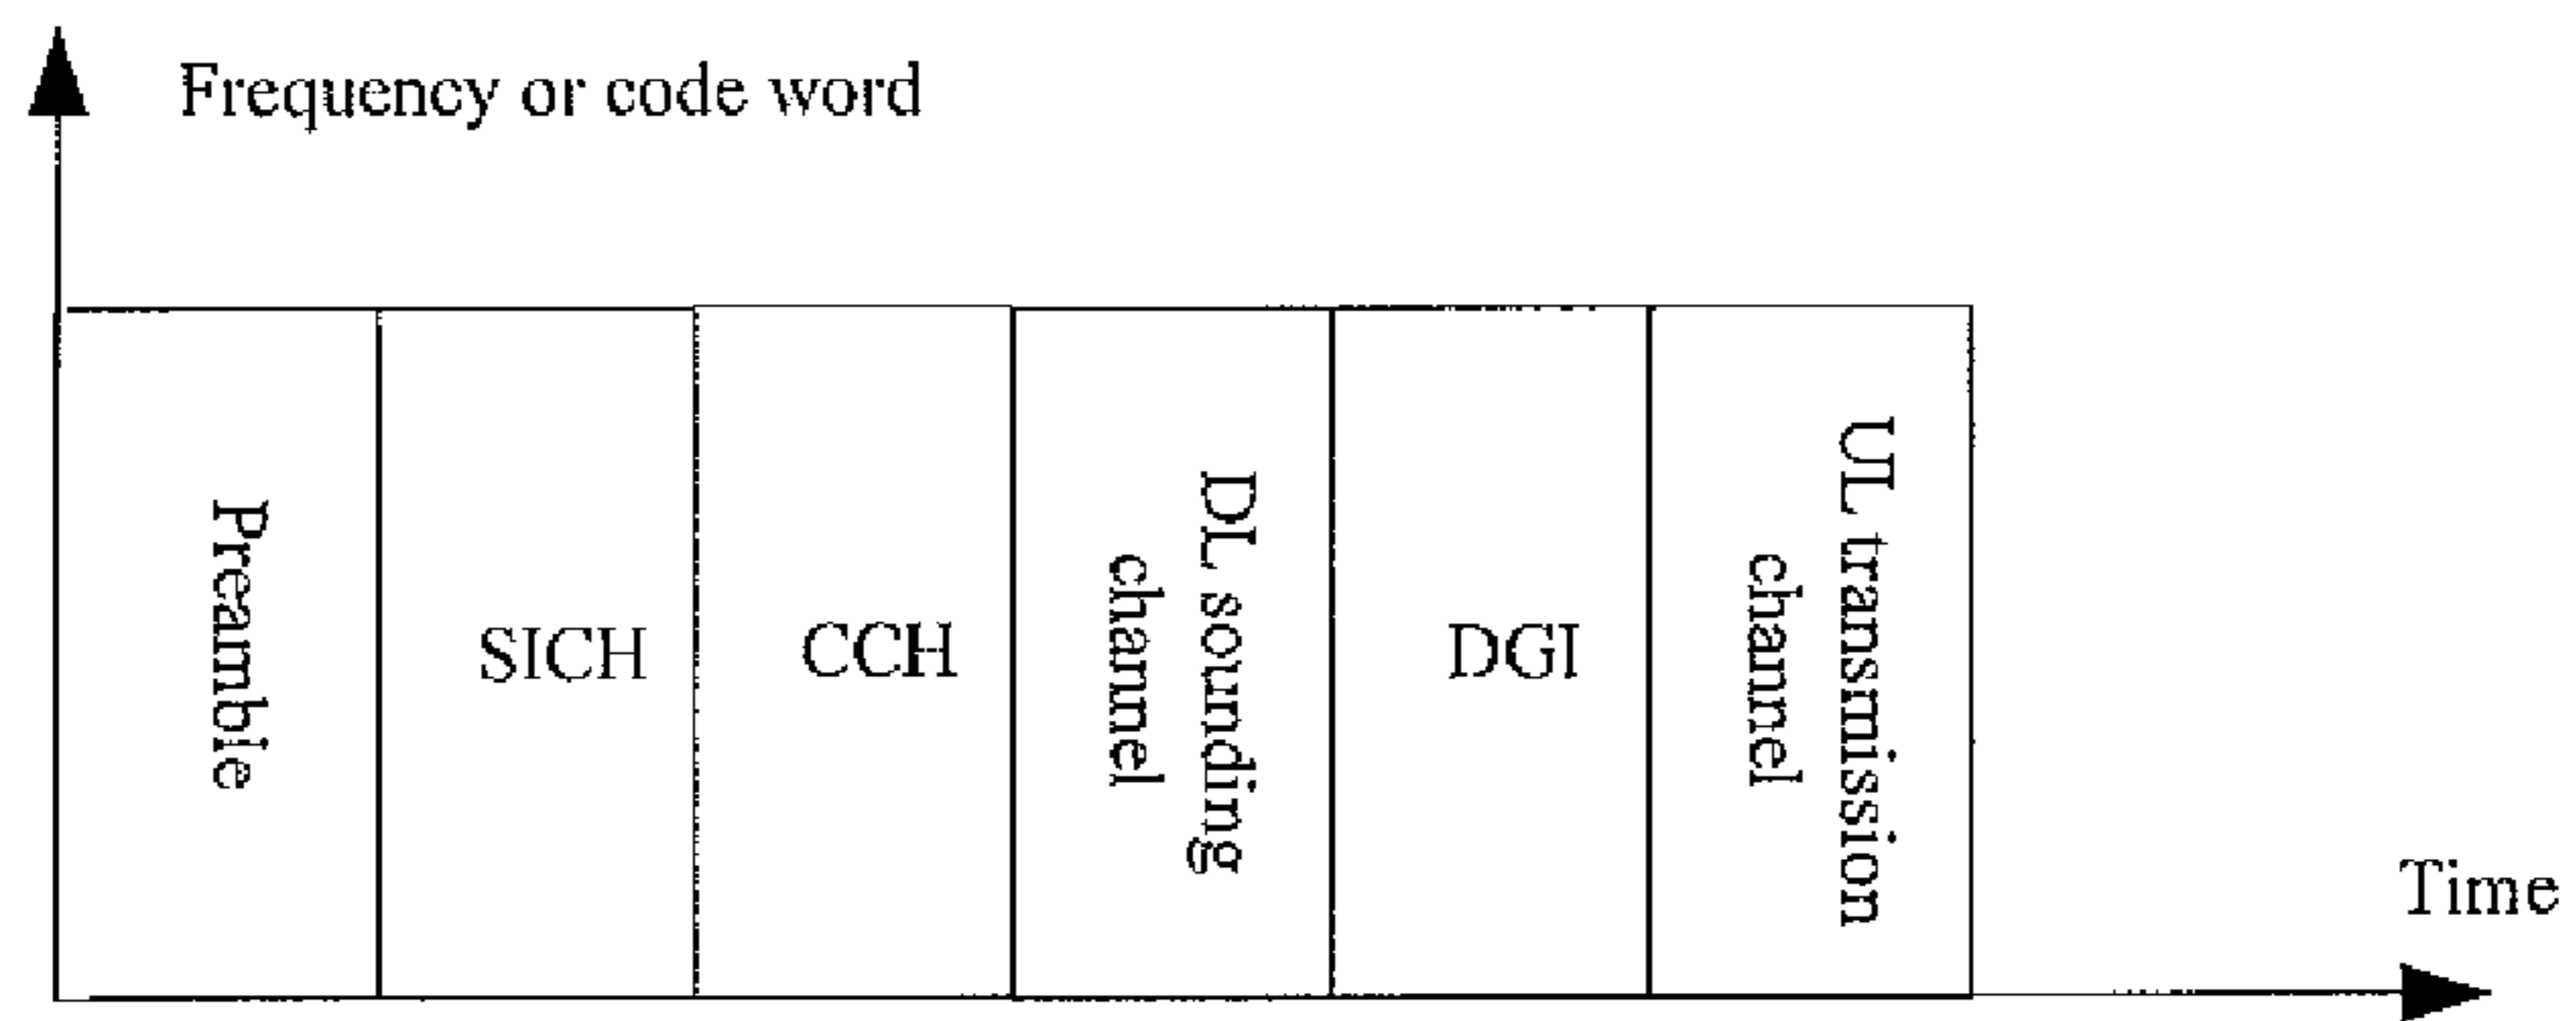 Frequency or code word
Preamble
SICH
CCH
DL sounding
channel
DGI
UL transmission
channel
Time